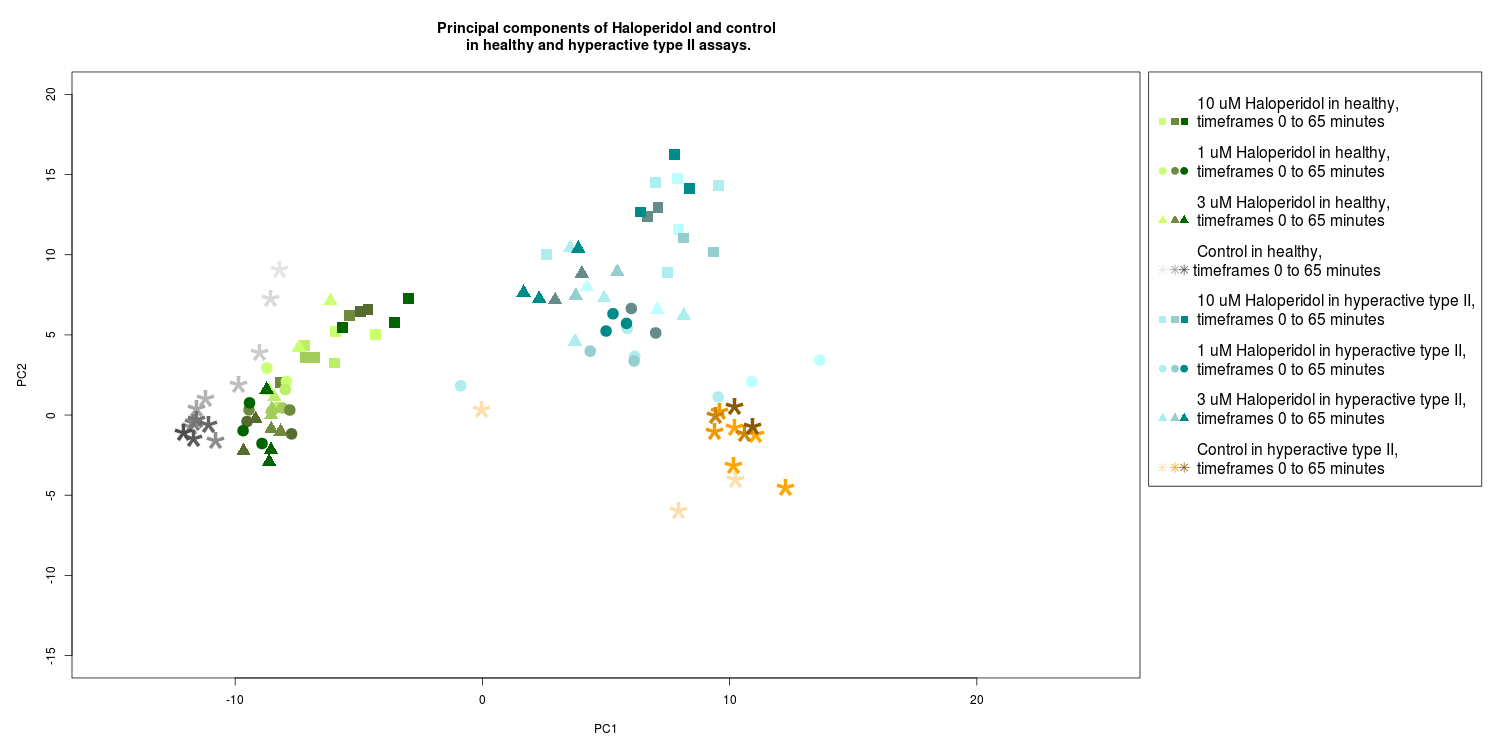 Principal components of Haloperidol and control
in healthy and hyperactive type II assays.
20
15
10
5
0
-5
-10
-15
PC2
-10
0
10
20
PC1
10 uM Haloperidol in healthy,
timeframes 0 to 65 minutes
1 uM Haloperidol in healthy,
timeframes 0 to 65 minutes
3 uM Haloperidol in healthy,
timeframes 0 to 65 minutes
Control in healthy,
timeframes 0 to 65 minutes
10 uM Haloperidol in hyperactive type II,
timeframes 0 to 65 minutes
1 uM Haloperidol in hyperactive type II,
timeframes 0 to 65 minutes
3 uM Haloperidol in hyperactive type II,
timeframes 0 to 65 minutes
Control in hyperactive type II,
timeframes 0 to 65 minutes